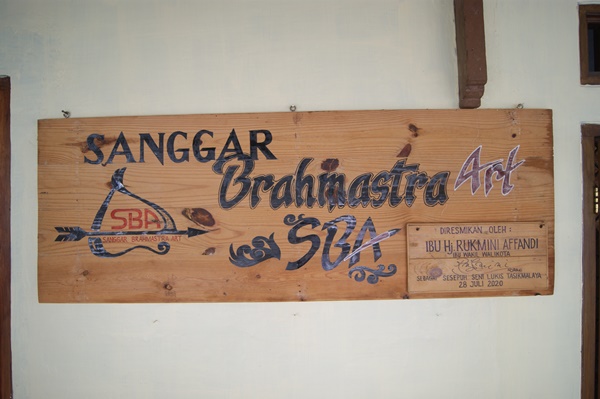 SANGGAR
Brahmastra Art
SBA
SBA
SANGGAR BRAHMASTRA ART
DIRESMIKAN OLEH :
IBU Hj. RUKMINI AFFANDI
IBU WAKIL WALIKOTA
SEBAGAI SESEPUH SENI LUKIS TASIKMALAYA
28 JULI 2020